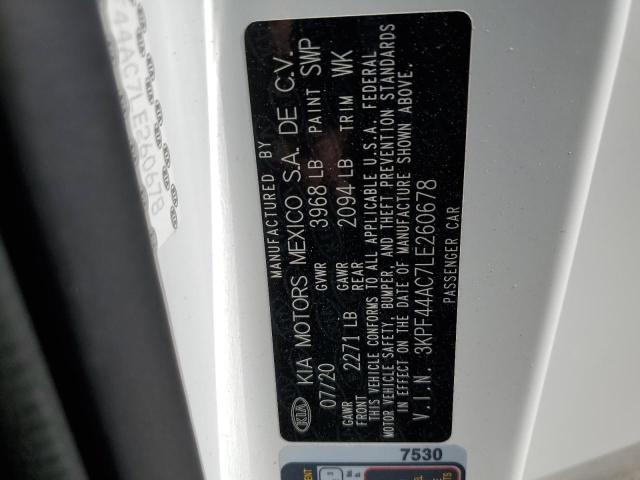 MANUFACTURED BY
KIA KIA MOTORS MEXICO S.A. DE C.V.
07/20 GVWR 3968 LB PAINT SWP
GAWR FRONT 2271 LB GAWR REAR 2094 LB TRIM WK
THIS VEHICLE CONFORMS TO ALL APPLICABLE U.S.A. FEDERAL
MOTOR VEHICLE SAFETY, BUMPER, AND THEFT PREVENTION STANDARDS
IN EFFECT ON THE DATE OF MANUFACTURE SHOWN ABOVE.
V.I.N. 3KPF44AC7LE260678
PASSENGER CAR
7530